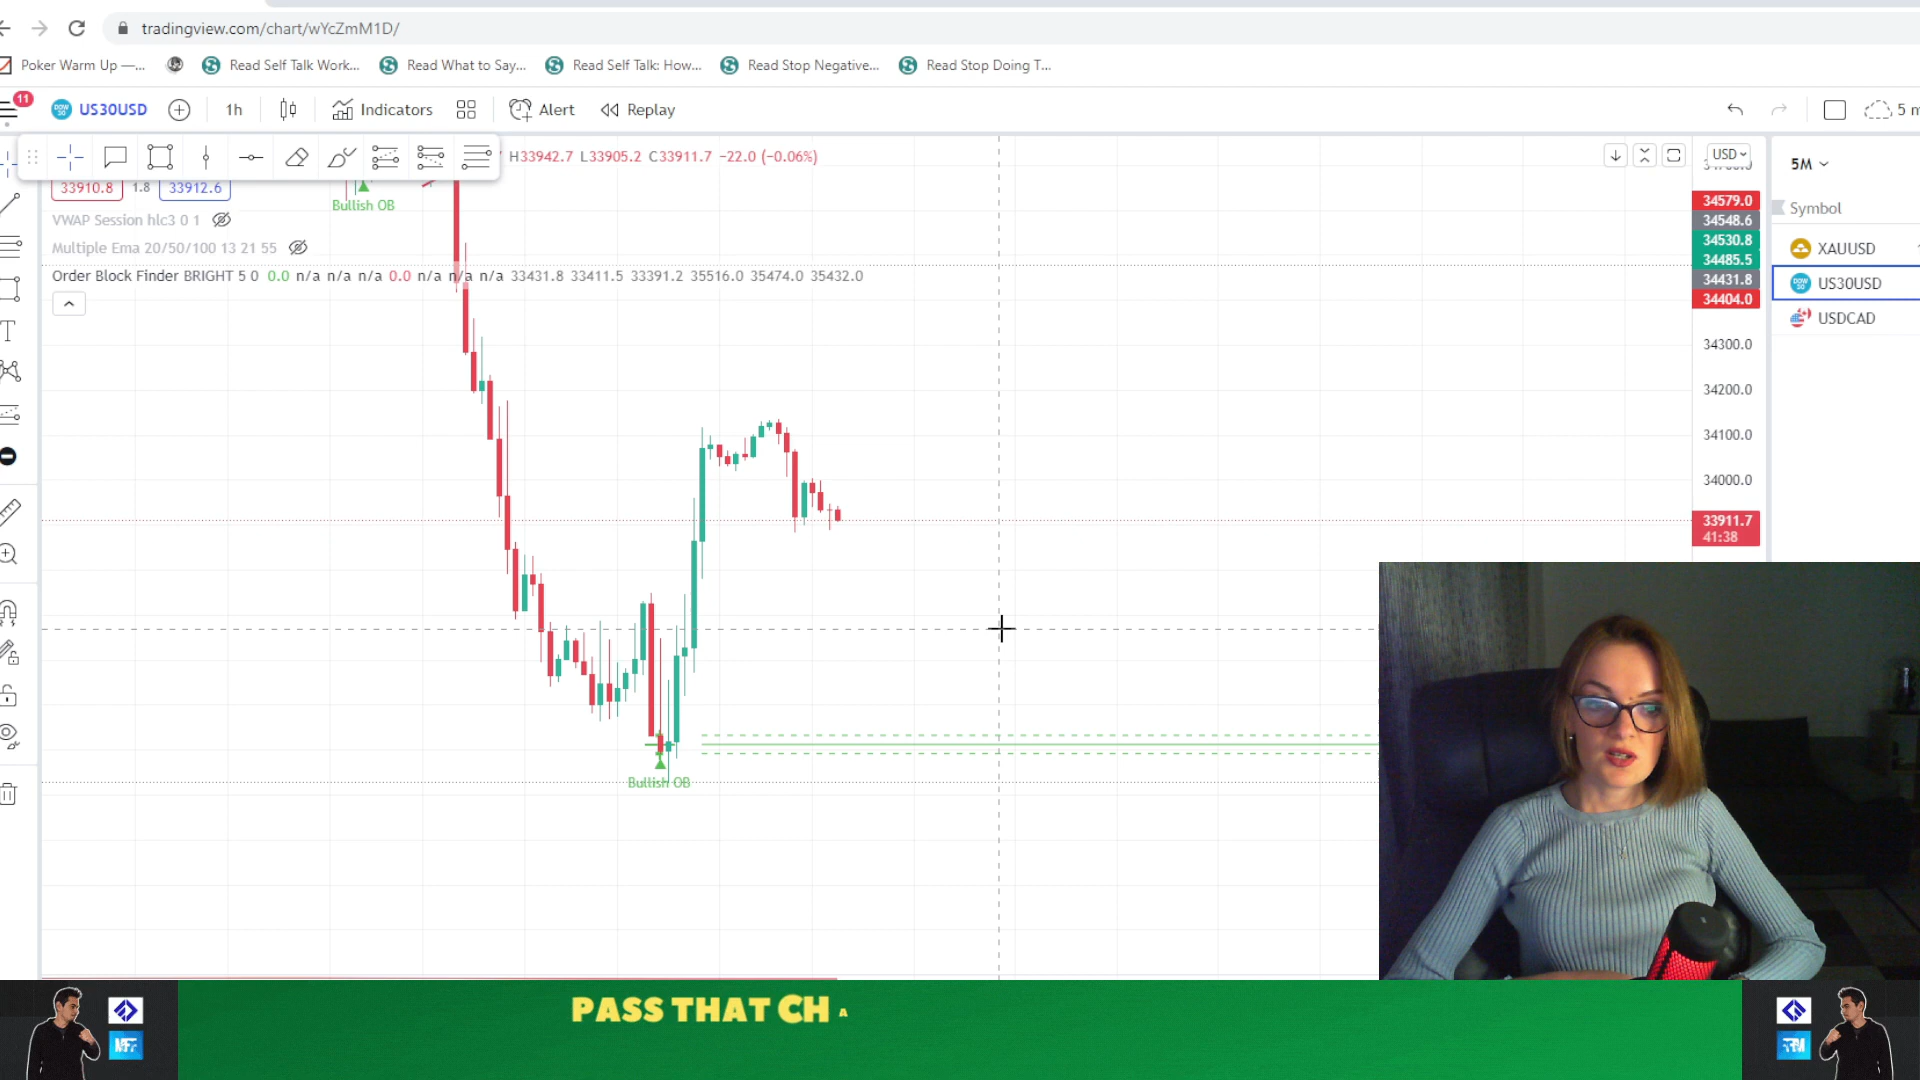 tradingview.com/chart/wYcZmM1D/
Poker Warm Up —... Read Self Talk Work... Read What to Say... Read Self Talk: How... Read Stop Negative... Read Stop Doing T...
11 US30USD 1h Indicators Alert Replay 5 m
H33942.7 L33905.2 C33911.7 −22.0 (−0.06%) USD 5M
33910.8 1.8 33912.6
Bullish OB
VWAP Session hlc3 0 1
Multiple Ema 20/50/100 13 21 55
Order Block Finder BRIGHT 5 0 0.0 n/a n/a n/a 0.0 n/a n/a n/a 33431.8 33411.5 33391.2 35516.0 35474.0 35432.0
34579.0
34548.6
34530.8
34485.5
34431.8
34404.0
34300.0
34200.0
34100.0
34000.0
33911.7
41:38
Symbol
XAUUSD
US30USD
USDCAD
Bullish OB
PASS THAT CHA